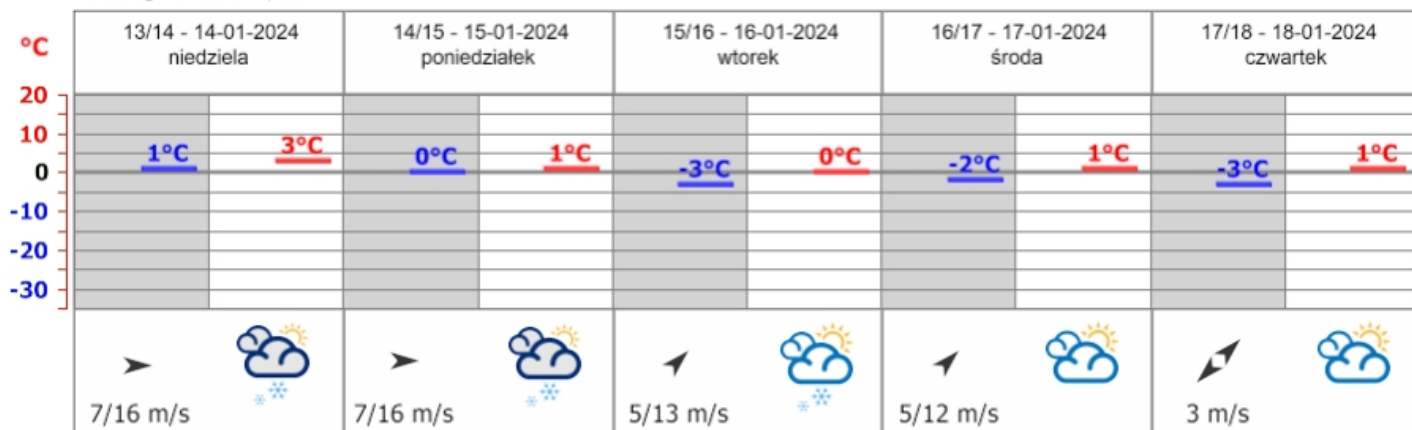 °C
13/14 - 14-01-2024
niedziela
14/15 - 15-01-2024
poniedziałek
15/16 - 16-01-2024
wtorek
16/17 - 17-01-2024
środa
17/18 - 18-01-2024
czwartek
20
10
0
-10
-20
-30
1°C 3°C 0°C 1°C -3°C 0°C -2°C 1°C -3°C 1°C
7/16 m/s 7/16 m/s 5/13 m/s 5/12 m/s 3 m/s